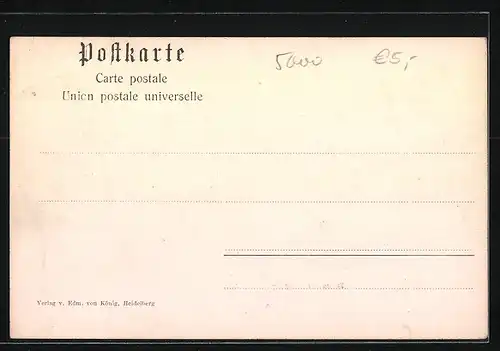 Postkarte
5000 €5,-
Carte postale
Union postale universelle
Verlag v. Edm. von König, Heidelberg